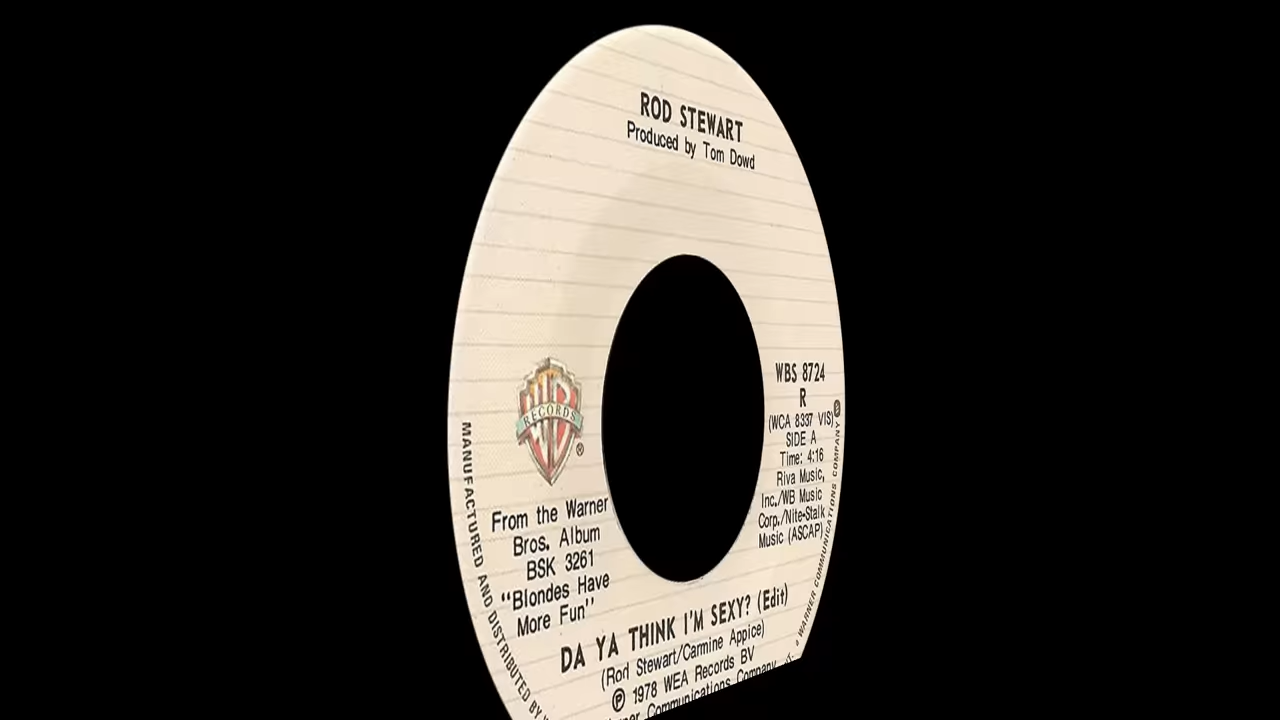 ROD STEWART
Produced by Tom Dowd
WB
RECORDS
®
From the Warner
Bros. Album
BSK 3261
“Blondes Have
More Fun”
WBS 8724
R
(WCA 8337 VIS)
SIDE A
Time: 4:16
Riva Music,
Inc./WB Music
Corp./Nite-Stalk
Music (ASCAP)
DA YA THINK I'M SEXY? (Edit)
(Rod Stewart/Carmine Appice)
℗ 1978 WEA Records BV
Communications Company
MANUFACTURED AND DISTRIBUTED BY
WARNER COMMUNICATIONS COMPANY